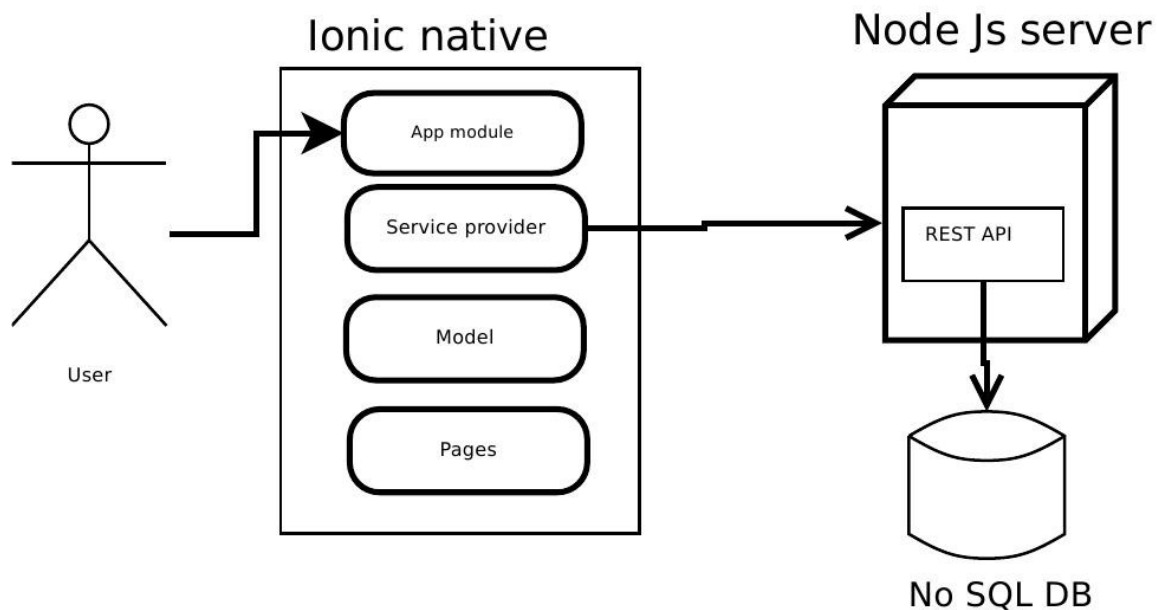 Ionic native
Node Js server
App module
Service provider
REST API
Model
User
Pages
No SQL DB